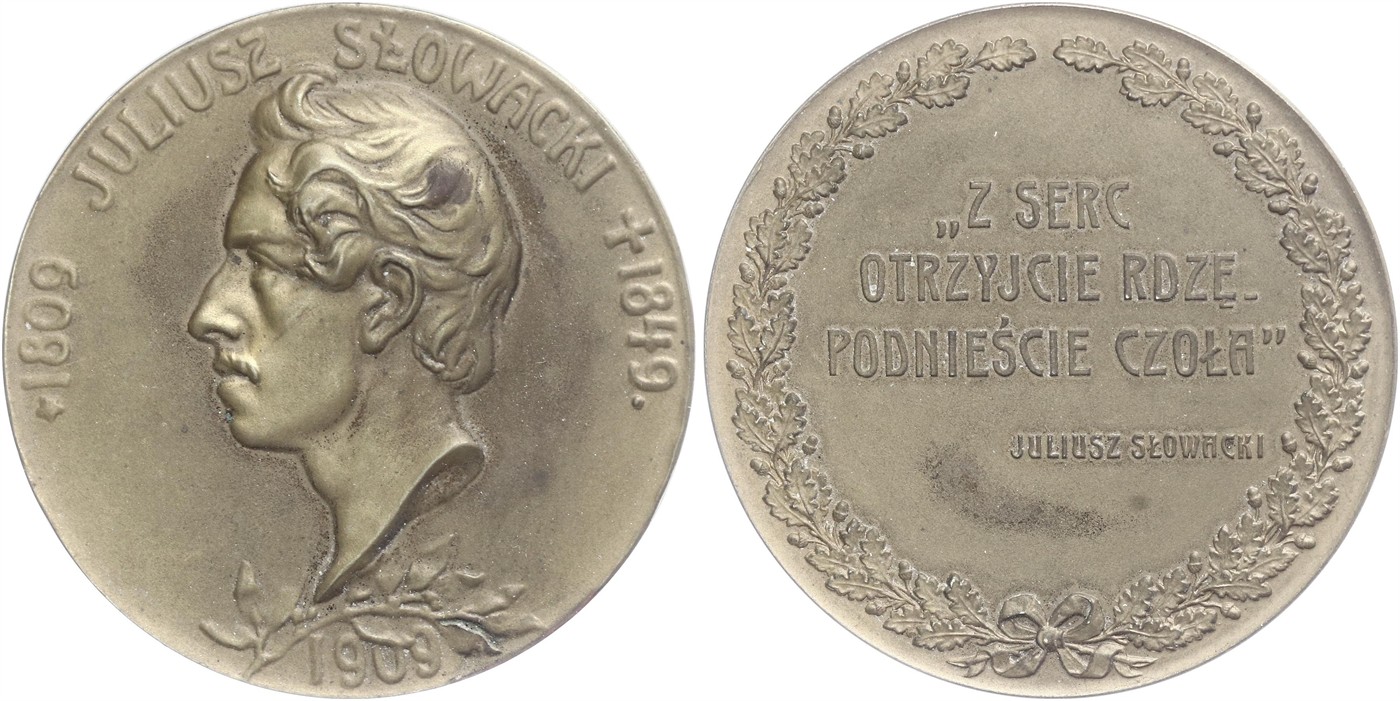 *1809 JULIUSZ SŁOWACKI ✝1849.
1909
„Z SERC
OTRZYJCIE RDZĘ-
PODNIEŚCIE CZOŁA”
JULIUSZ SŁOWACKI